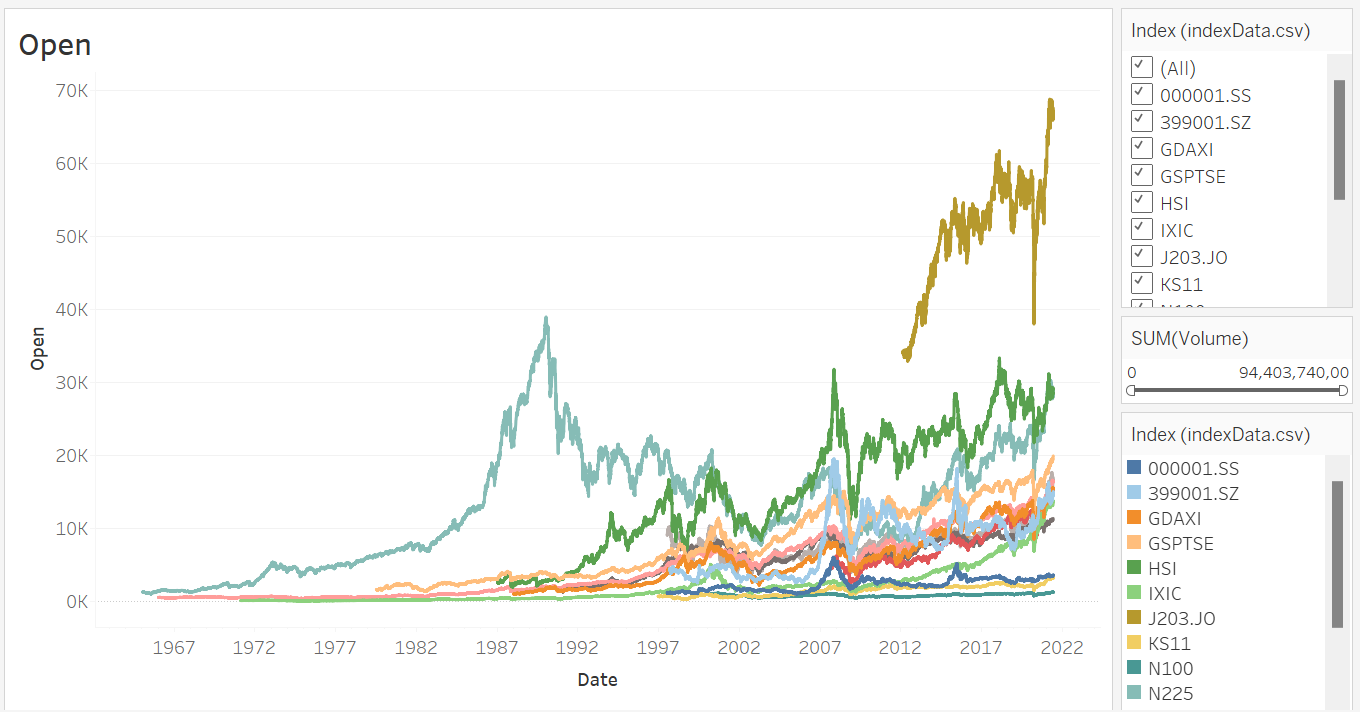 Open
70K
60K
50K
40K
30K
20K
10K
0K
Open
1967 1972 1977 1982 1987 1992 1997 2002 2007 2012 2017 2022
Date
Index (indexData.csv)
(All)
000001.SS
399001.SZ
GDAXI
GSPTSE
HSI
IXIC
J203.JO
KS11
SUM(Volume)
0 94,403,740,00
Index (indexData.csv)
000001.SS
399001.SZ
GDAXI
GSPTSE
HSI
IXIC
J203.JO
KS11
N100
N225